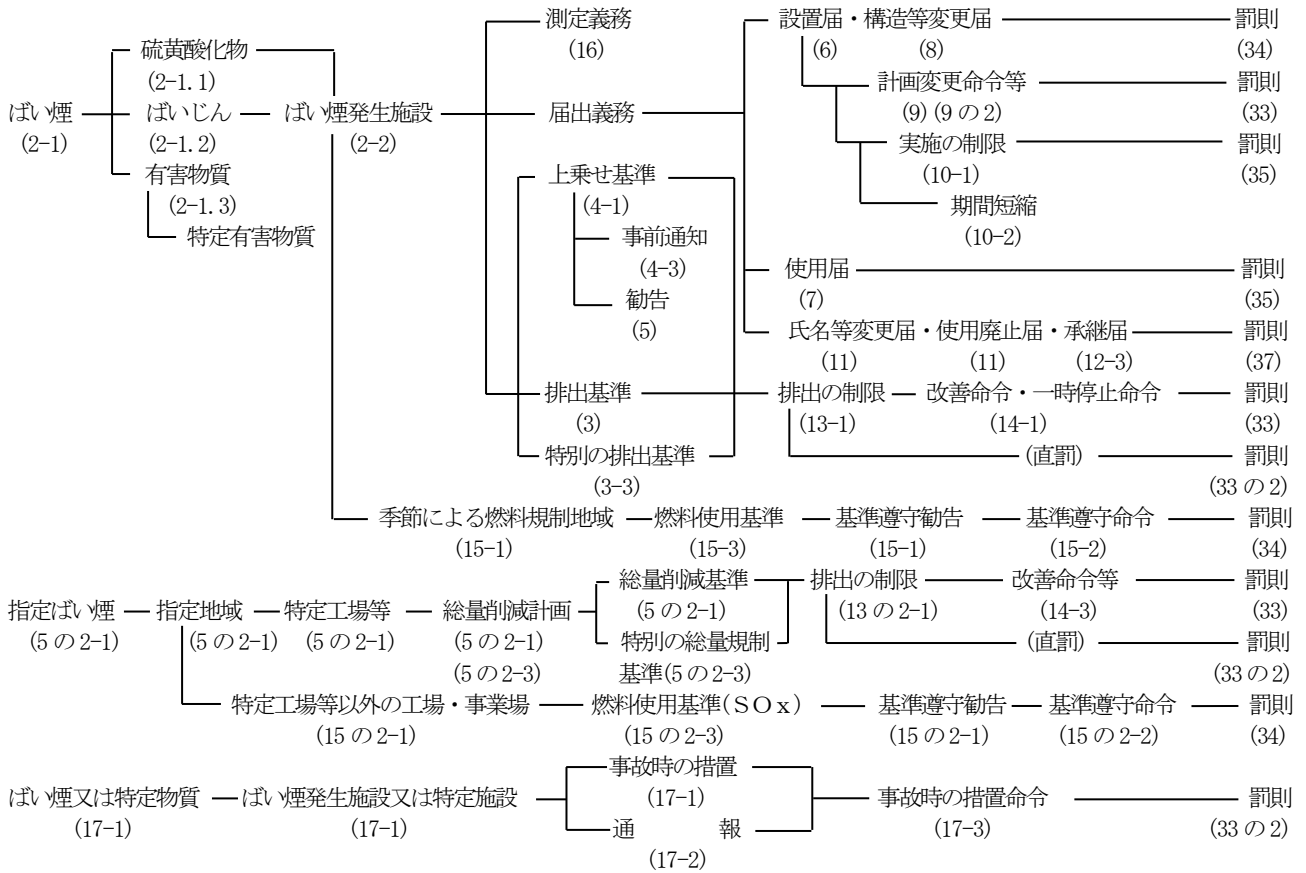 測定義務 設置届・構造等変更届 罰則
(16) (6) (8) (34)
硫黄酸化物
(2-1.1) 計画変更命令等 罰則
ばい煙 ばいじん ばい煙発生施設 届出義務 (9) (9の2) (33)
(2-1) (2-1.2) (2-2) 実施の制限 罰則
有害物質 上乗せ基準 (10-1) (35)
(2-1.3) (4-1) 期間短縮
特定有害物質 事前通知 (10-2)
(4-3) 使用届 罰則
勧告 (7) (35)
(5) 氏名等変更届・使用廃止届・承継届 罰則
(11) (11) (12-3) (37)
排出基準 排出の制限 改善命令・一時停止命令 罰則
(3) (13-1) (14-1) (33)
特別の排出基準 (直罰) 罰則
(3-3) (33の2)
季節による燃料規制地域 燃料使用基準 基準遵守勧告 基準遵守命令 罰則
(15-1) (15-3) (15-1) (15-2) (34)
総量削減基準 排出の制限 改善命令等 罰則
指定ばい煙 指定地域 特定工場等 総量削減計画 (5の2-1) (13の2-1) (14-3) (33)
(5の2-1) (5の2-1) (5の2-1) (5の2-1) 特別の総量規制 (直罰) 罰則
(5の2-3) 基準(5の2-3) (33の2)
特定工場等以外の工場・事業場 燃料使用基準(SOx) 基準遵守勧告 基準遵守命令 罰則
(15の2-1) (15の2-3) (15の2-1) (15の2-2) (34)
事故時の措置
ばい煙又は特定物質 ばい煙発生施設又は特定施設 (17-1) 事故時の措置命令 罰則
(17-1) (17-1) 通 報 (17-3) (33の2)
(17-2)